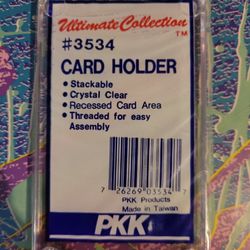 Ultimate Collection
TM
#3534
CARD HOLDER
• Stackable
• Crystal Clear
• Recessed Card Area
• Threaded for easy
Assembly
7 26269 03534 7
PKK Products
Made in Taiwan
PKK